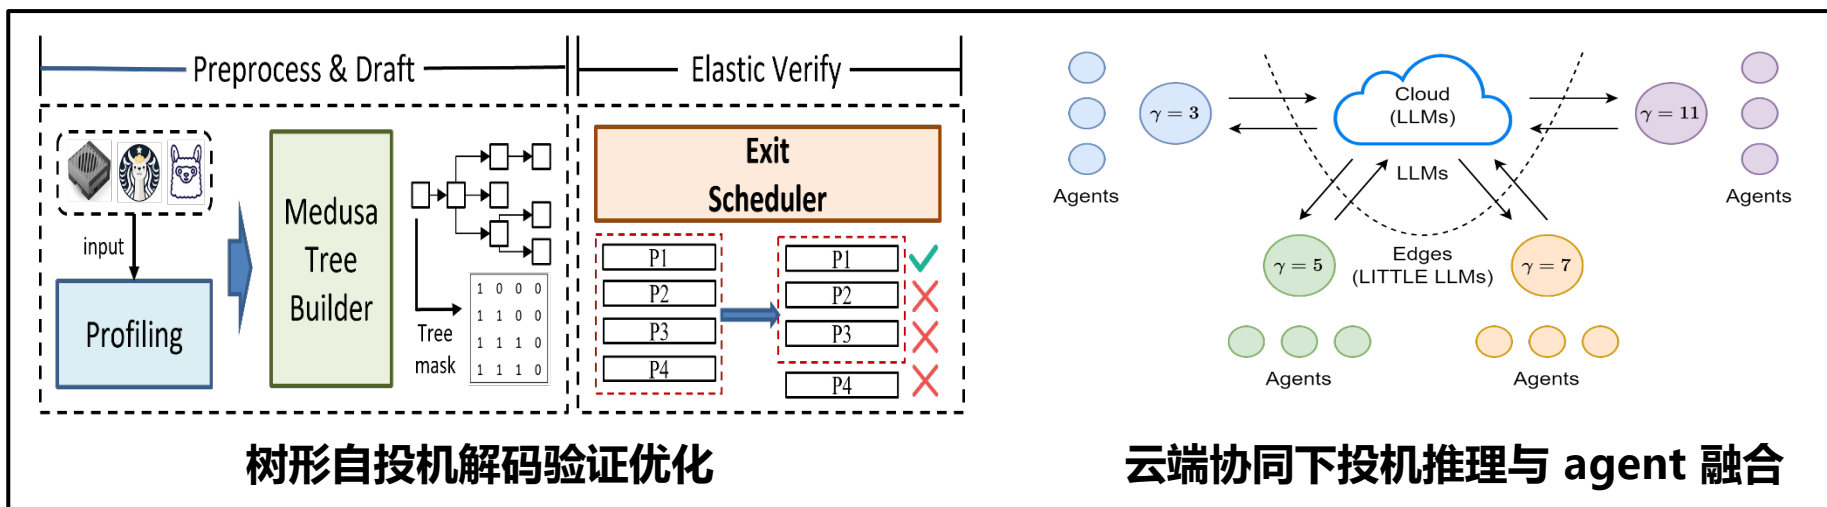 Preprocess & Draft
input
Profiling
Medusa
Tree
Builder
Tree
mask
1 0 0 0
1 1 0 0
1 1 1 0
1 1 1 0
Elastic Verify
Exit
Scheduler
P1
P2
P3
P4
P1
P2
P3
P4
树形自投机解码验证优化
Agents
γ = 3
Cloud
(LLMs)
LLMs
γ = 11
Agents
γ = 5
Edges
(LITTLE LLMs)
γ = 7
Agents
Agents
云端协同下投机推理与 agent 融合